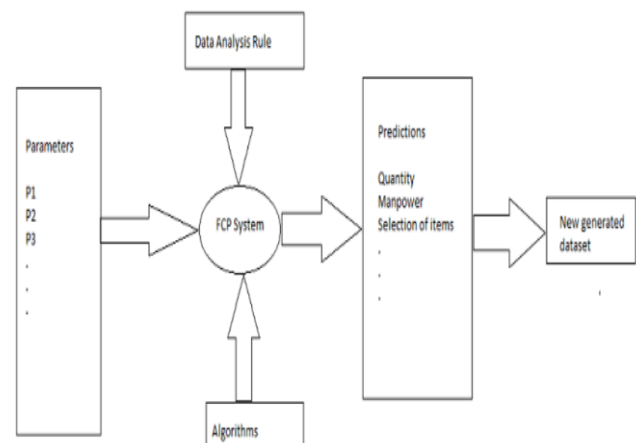 Data Analysis Rule
Parameters
P1
P2
P3
.
.
.
FCP System
Predictions
Quantity
Manpower
Selection of items
.
.
.
New generated
dataset
Algorithms